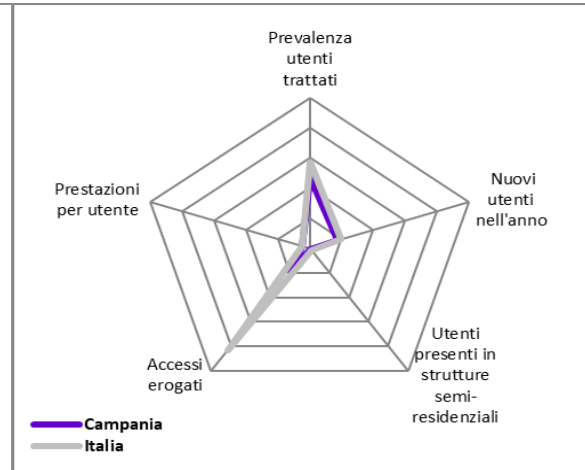 Prevalenza
utenti
trattati
Nuovi
utenti
nell'anno
Prestazioni
per utente
Utenti
presenti in
strutture
semi-
residenziali
Accessi
erogati
Campania
Italia